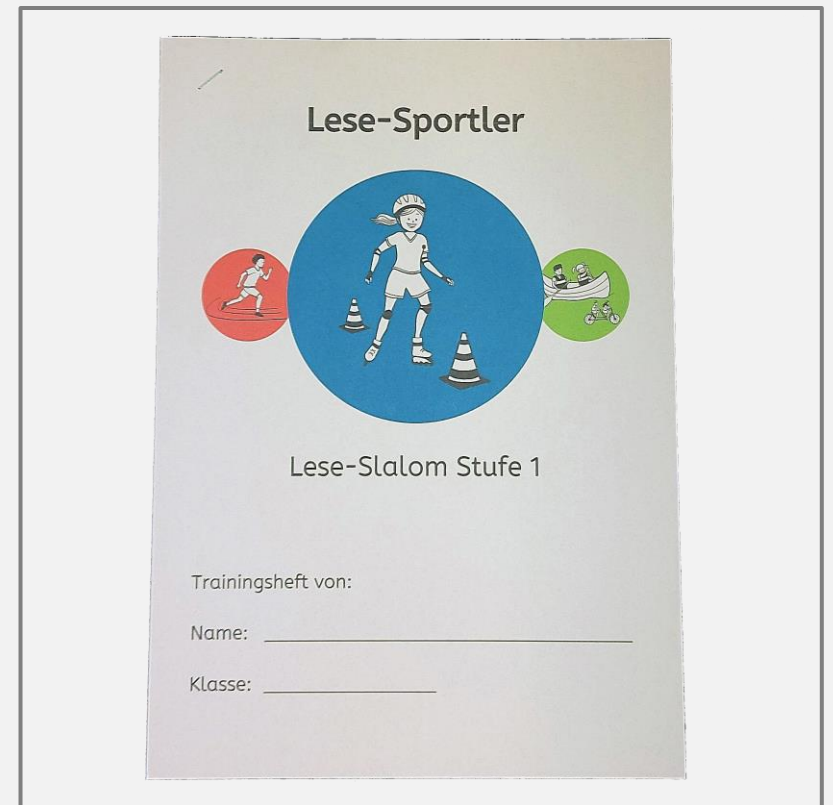 Lese-Sportler
Lese-Slalom Stufe 1
Trainingsheft von:
Name:
Klasse: